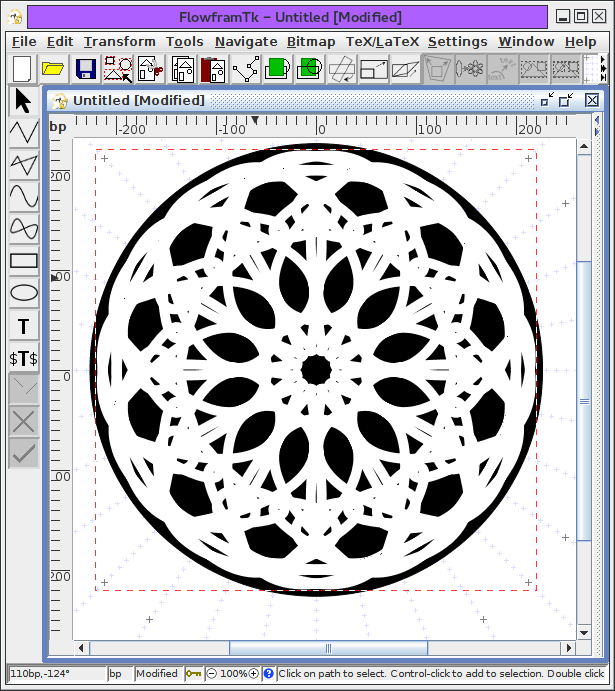 FlowframTk - Untitled [Modified]
File Edit Transform Tools Navigate Bitmap TeX/LaTeX Settings Window Help
Untitled [Modified]
bp -200 -100 0 100 200
200
100
0
T
$T$
100
200
110bp,-124° bp Modified 100% Click on path to select. Control-click to add to selection. Double click